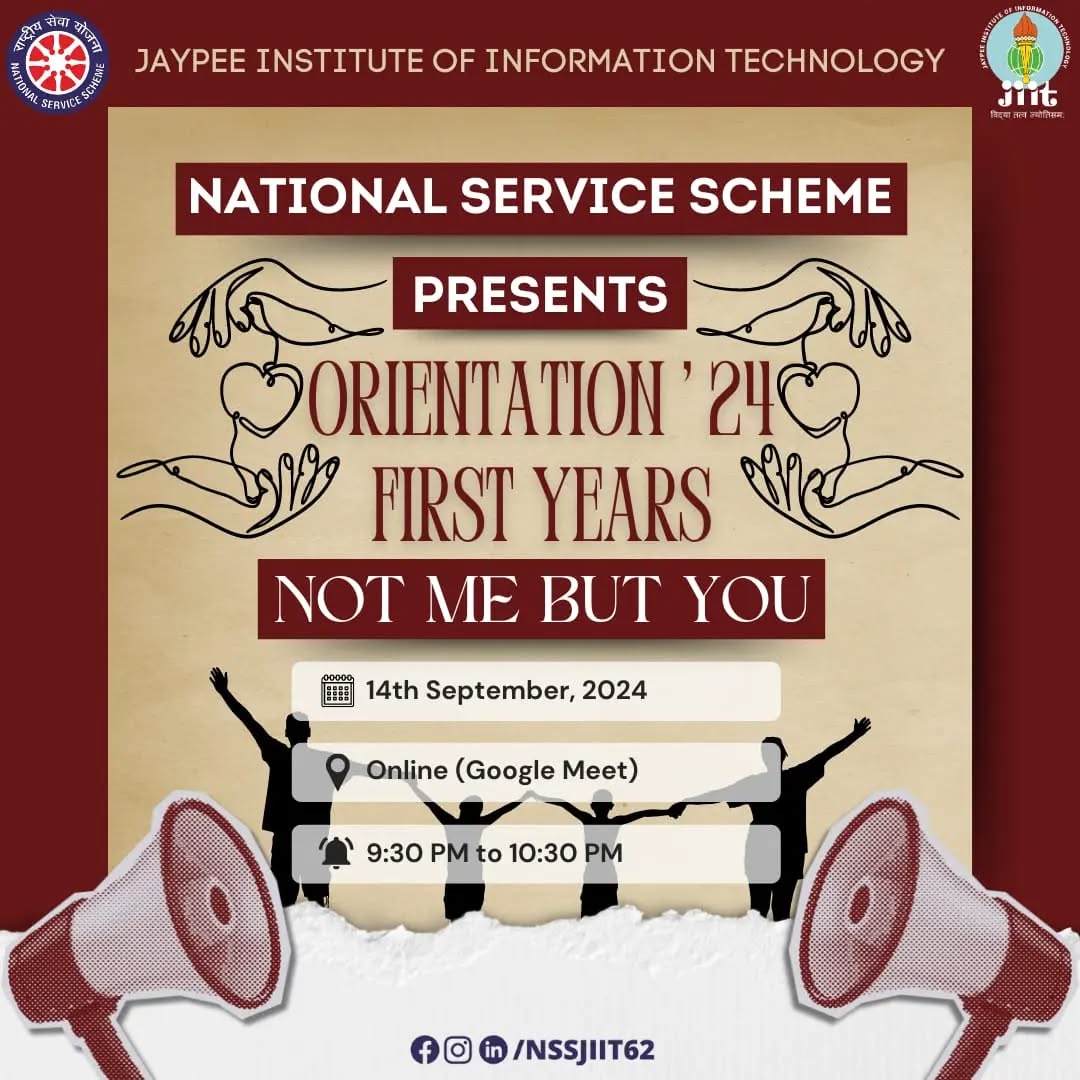 राष्ट्रीय सेवा योजना
NATIONAL SERVICE SCHEME
JAYPEE INSTITUTE OF INFORMATION TECHNOLOGY
JAYPEE INSTITUTE OF INFORMATION TECHNOLOGY
jiit
विद्या तत्व ज्योतिसम:
NATIONAL SERVICE SCHEME
PRESENTS
ORIENTATION '24
FIRST YEARS
NOT ME BUT YOU
14th September, 2024
Online (Google Meet)
9:30 PM to 10:30 PM
/NSSJIIT62